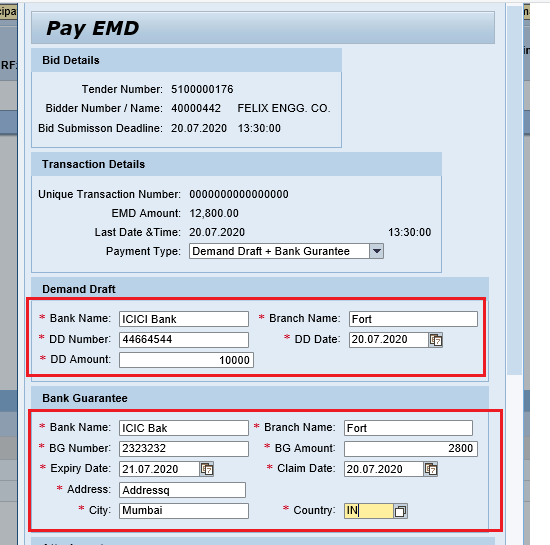 Pay EMD
Bid Details
Tender Number: 5100000176
Bidder Number / Name: 40000442 FELIX ENGG. CO.
Bid Submisson Deadline: 20.07.2020 13:30:00
Transaction Details
Unique Transaction Number: 0000000000000000
EMD Amount: 12,800.00
Last Date &Time: 20.07.2020 13:30:00
Payment Type: Demand Draft + Bank Gurantee
Demand Draft
* Bank Name: ICICI Bank * Branch Name: Fort
* DD Number: 44664544 * DD Date: 20.07.2020
* DD Amount: 10000
Bank Guarantee
* Bank Name: ICIC Bak * Branch Name: Fort
* BG Number: 2323232 * BG Amount: 2800
* Expiry Date: 21.07.2020 * Claim Date: 20.07.2020
* Address: Addressq
* City: Mumbai * Country: IN